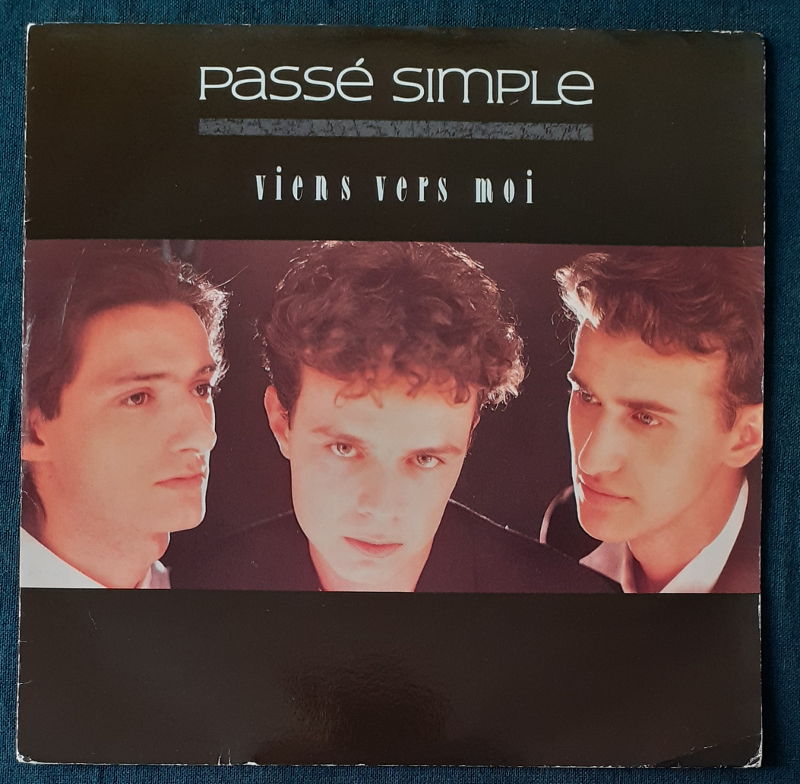 Passé Simple
viens vers moi